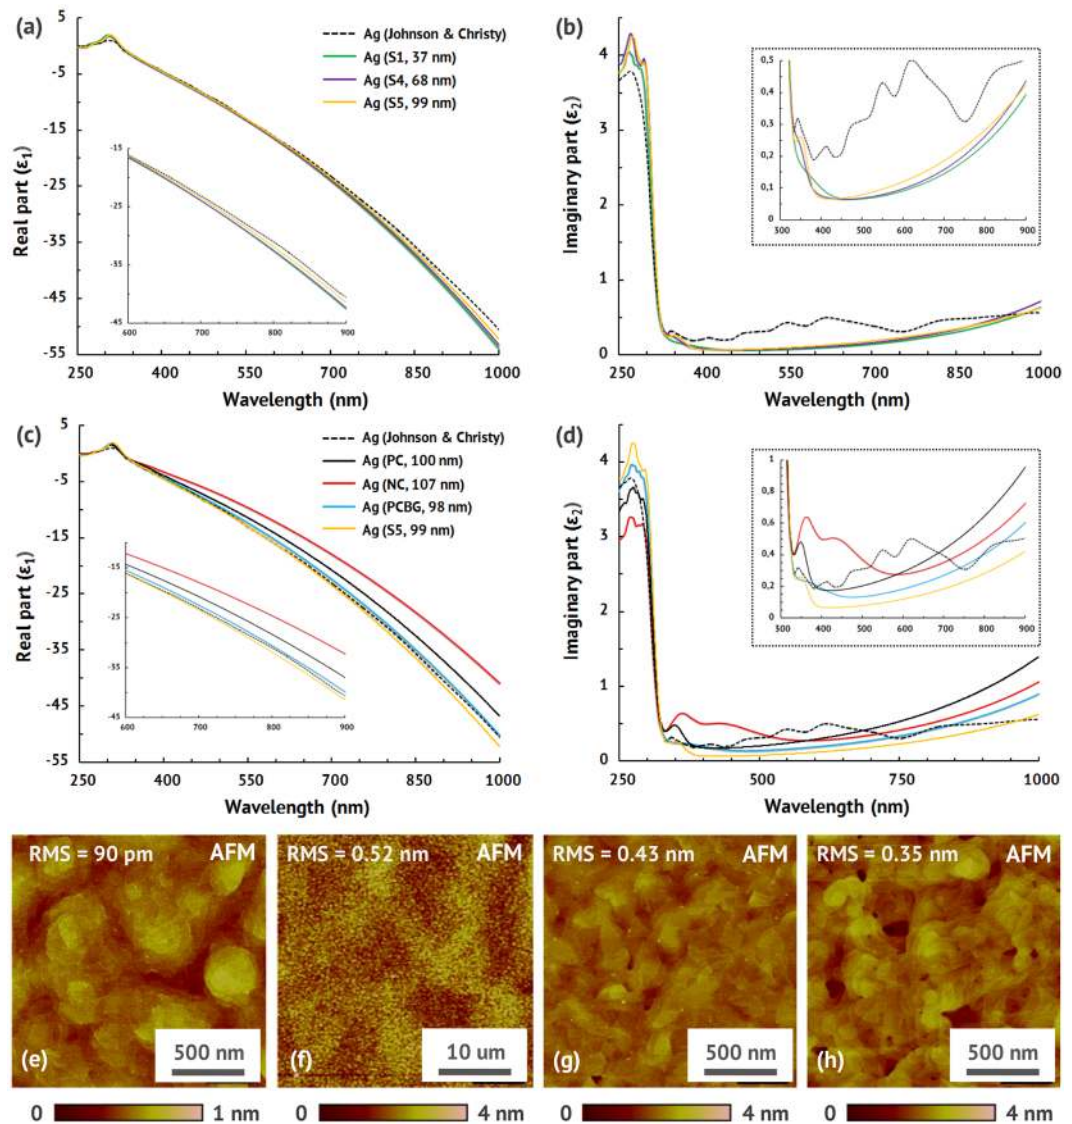 (a)
5
-5
-15
-25
-35
-45
-55
Real part (ε1)
Ag (Johnson & Christy)
Ag (S1, 37 nm)
Ag (S4, 68 nm)
Ag (S5, 99 nm)
-15
-25
-35
-45
600 700 800 900
250 400 550 700 850 1000
Wavelength (nm)
(b)
4
3
2
1
0
Imaginary part (ε2)
0,5
0,4
0,3
0,2
0,1
0
300 400 500 600 700 800 900
250 400 550 700 850 1000
Wavelength (nm)
(c)
5
-5
-15
-25
-35
-45
-55
Real part (ε1)
Ag (Johnson & Christy)
Ag (PC, 100 nm)
Ag (NC, 107 nm)
Ag (PCBG, 98 nm)
Ag (S5, 99 nm)
-15
-25
-35
-45
600 700 800 900
250 400 550 700 850 1000
Wavelength (nm)
(d)
4
3
2
1
0
Imaginary part (ε2)
1
0,8
0,6
0,4
0,2
0
300 400 500 600 700 800 900
250 500 750 1000
Wavelength (nm)
RMS = 90 pm AFM
(e) 500 nm
0 1 nm
RMS = 0.52 nm AFM
(f) 10 um
0 4 nm
RMS = 0.43 nm AFM
(g) 500 nm
0 4 nm
RMS = 0.35 nm AFM
(h) 500 nm
0 4 nm